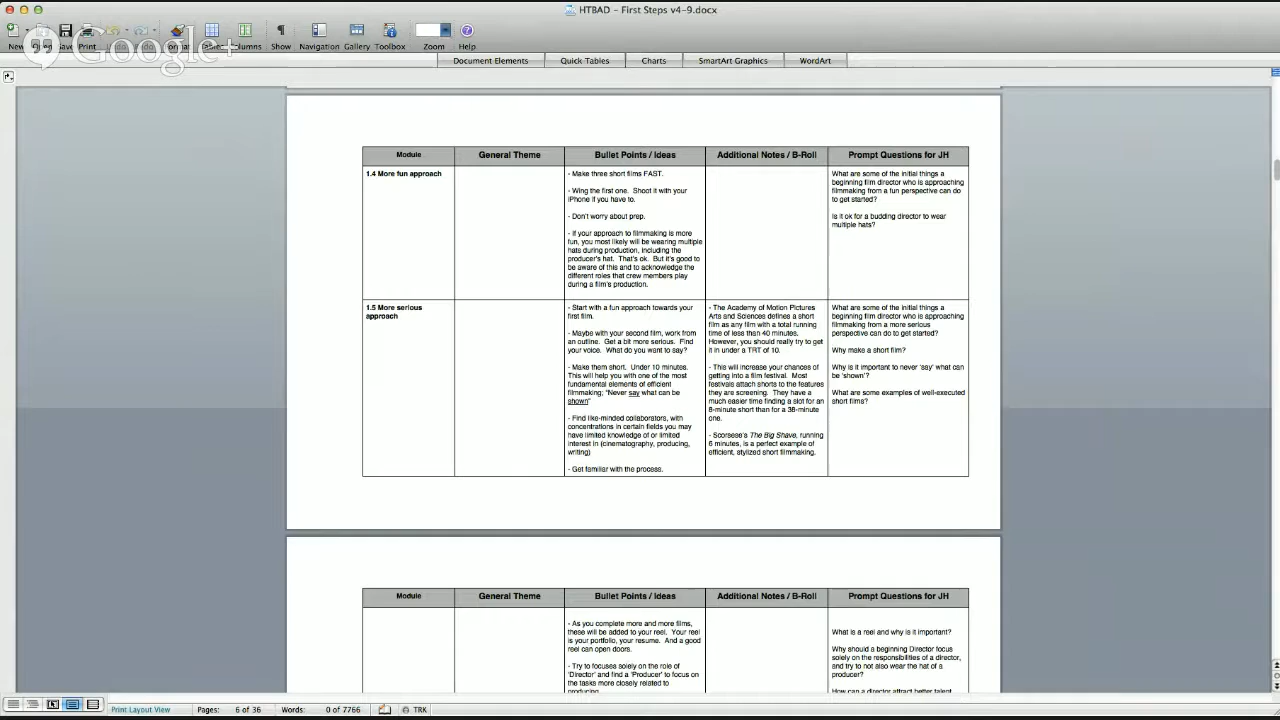 HTBAD – First Steps v4-9.docx
Google+
New Open Save Print Format Tables Columns Show Navigation Gallery Toolbox Zoom Help
Document Elements Quick Tables Charts SmartArt Graphics WordArt
Module General Theme Bullet Points / Ideas Additional Notes / B-Roll Prompt Questions for JH
1.4 More fun approach
- Make three short films FAST.
- Wing the first one. Shoot it with your
iPhone if you have to.
- Don't worry about prep.
- If your approach to filmmaking is more
fun, you most likely will be wearing multiple
hats during production, including the
producer's hat. That's ok. But it's good to
be aware of this and to acknowledge the
different roles that crew members play
during a film's production.
What are some of the initial things a
beginning film director who is approaching
filmmaking from a fun perspective can do
to get started?
Is it ok for a budding director to wear
multiple hats?
1.5 More serious
approach
- Start with a fun approach towards your
first film.
- Maybe with your second film, work from
an outline. Get a bit more serious. Find
your voice. What do you want to say?
- Make them short. Under 10 minutes.
This will help you with one of the most
fundamental elements of efficient
filmmaking; "Never say what can be
shown"
- Find like-minded collaborators, with
concentrations in certain fields you may
have limited knowledge of or limited
interest in (cinematography, producing,
writing)
- Get familiar with the process.
- The Academy of Motion Pictures
Arts and Sciences defines a short
film as any film with a total running
time of less than 40 minutes.
However, you should really try to get
it in under a TRT of 10.
- This will increase your chances of
getting into a film festival. Most
festivals attach shorts to the features
they are screening. They have a
much easier time finding a slot for an
8-minute short than for a 38-minute
one.
- Scorsese's The Big Shave, running
6 minutes, is a perfect example of
efficient, stylized short filmmaking.
What are some of the initial things a
beginning film director who is approaching
filmmaking from a more serious
perspective can do to get started?
Why make a short film?
Why is it important to never 'say' what can
be 'shown'?
What are some examples of well-executed
short films?
Module General Theme Bullet Points / Ideas Additional Notes / B-Roll Prompt Questions for JH
- As you complete more and more films,
these will be added to your reel. Your reel
is your portfolio, your resume. And a good
reel can open doors.
- Try to focuses solely on the role of
'Director' and find a 'Producer' to focus on
the tasks more closely related to
producing.
What is a reel and why is it important?
Why should a beginning Director focus
solely on the responsibilities of a director,
and try to not also wear the hat of a
producer?
How can a director attract better talent
Print Layout View Pages: 6 of 36 Words: 0 of 7766 TRK